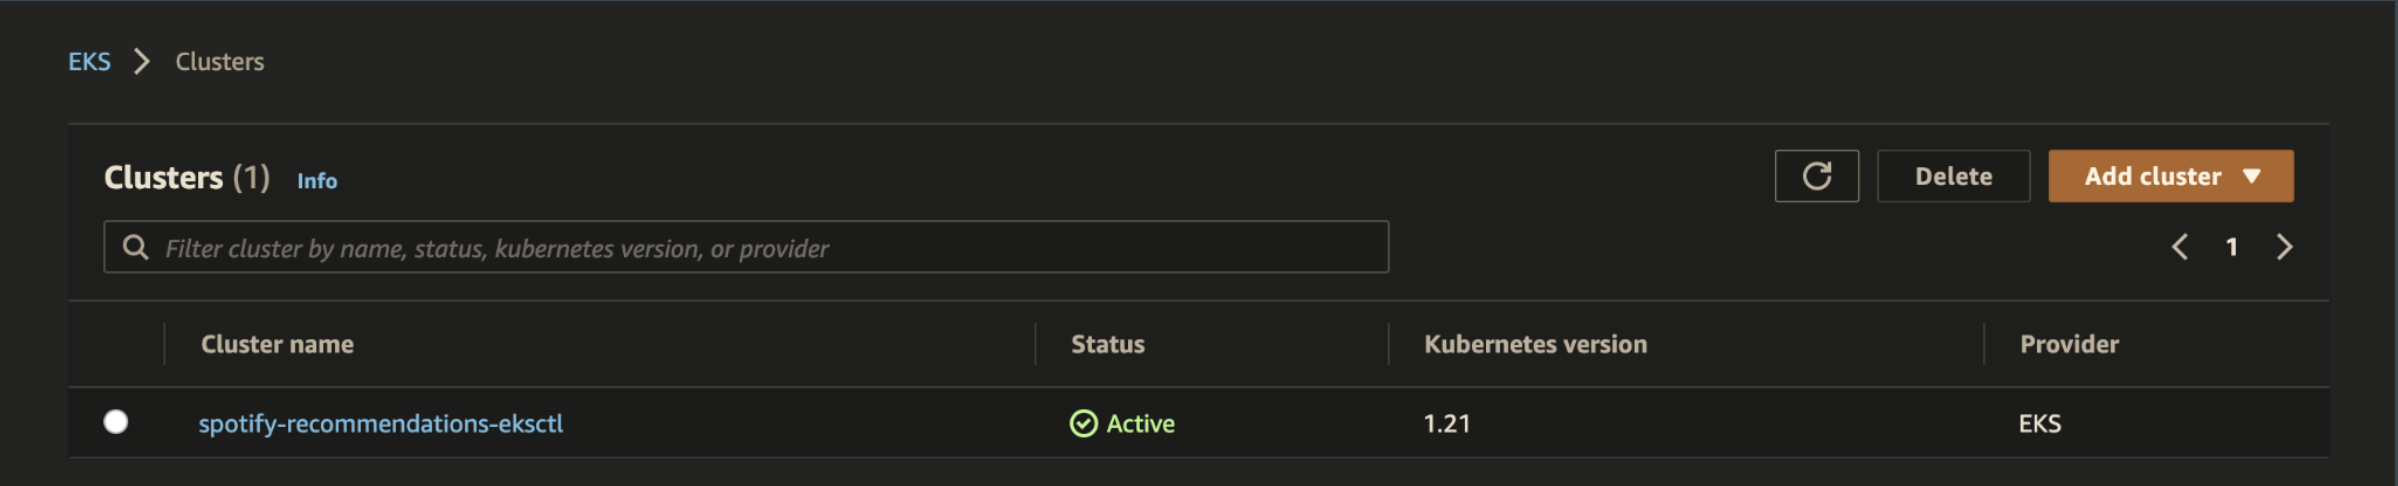 EKS > Clusters
Clusters (1) Info
Delete
Add cluster
Filter cluster by name, status, kubernetes version, or provider
1
Cluster name Status Kubernetes version Provider
spotify-recommendations-eksctl Active 1.21 EKS